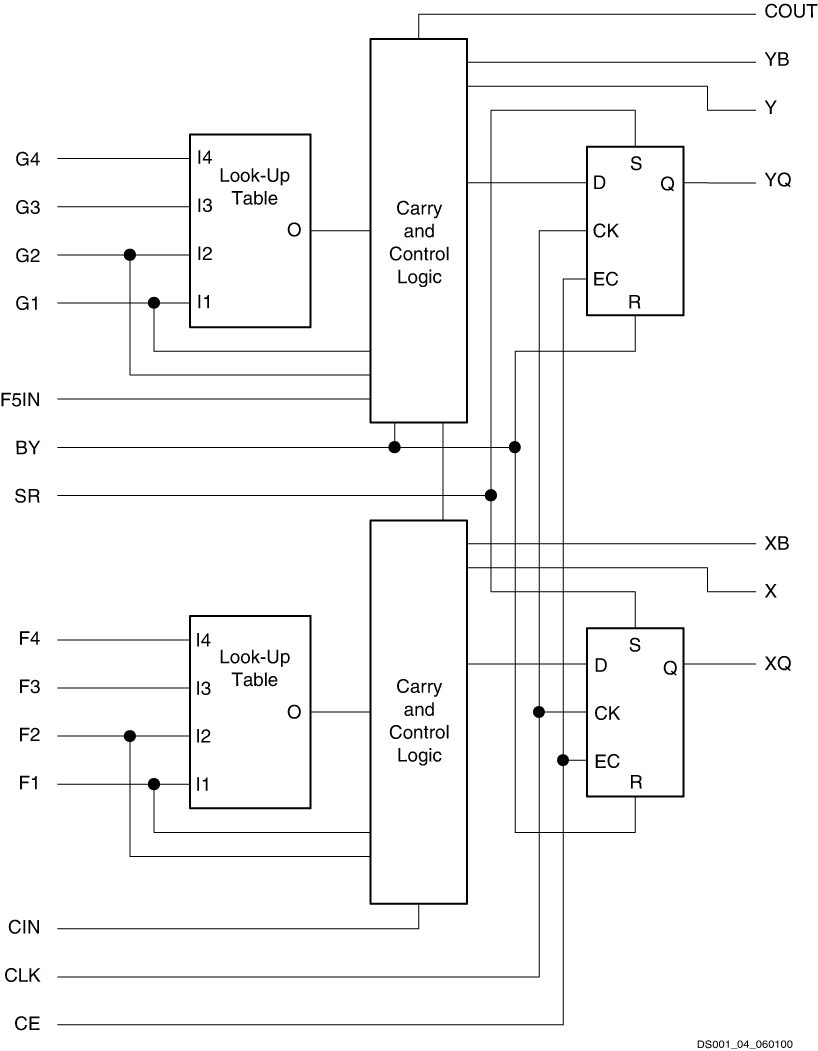 COUT
YB
Y
G4
G3
G2
G1
I4
I3
I2
I1
Look-Up
Table
O
Carry
and
Control
Logic
S
D
Q
CK
EC
R
YQ
F5IN
BY
SR
XB
X
F4
F3
F2
F1
I4
I3
I2
I1
Look-Up
Table
O
Carry
and
Control
Logic
S
D
Q
CK
EC
R
XQ
CIN
CLK
CE
DS001_04_060100